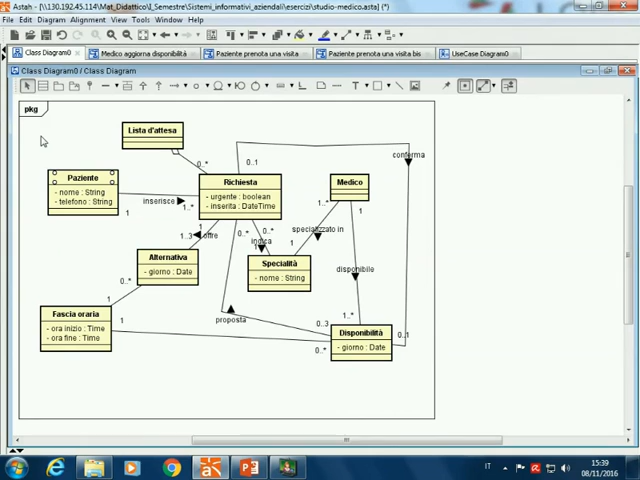 Astah - [\\130.192.45.114\Mat_Didattico\I_Semestre\Sistemi_informativi_aziendali\esercizi\studio-medico.asta] (*)
File Edit Diagram Alignment View Tools Window Help
Class Diagram0
Medico aggiorna disponibilità
Paziente prenota una visita
Paziente prenota una visita bis
UseCase Diagram0
Class Diagram0 / Class Diagram
pkg
Lista d'attesa
0..*
0..1
conferma
Paziente
- nome : String
- telefono : String
1
inserisce
1..*
Richiesta
- urgente : boolean
- inserita : DateTime
Medico
1..*
1
1
1..3
offre
0..*
0..*
indica
specializzato in
1
Alternativa
- giorno : Date
Specialità
- nome : String
disponibile
0..*
1
Fascia oraria
- ora inizio : Time
- ora fine : Time
1
proposta
1..*
0..3
0..*
Disponibilità
- giorno : Date
0..1
IT
15:39
08/11/2016